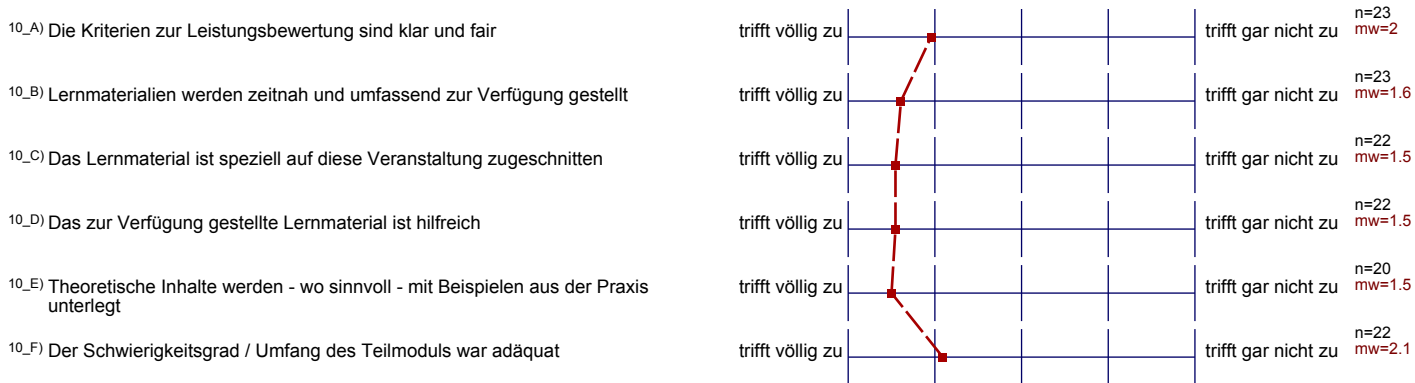 10_A) Die Kriterien zur Leistungsbewertung sind klar und fair trifft völlig zu trifft gar nicht zu n=23
mw=2
10_B) Lernmaterialien werden zeitnah und umfassend zur Verfügung gestellt trifft völlig zu trifft gar nicht zu n=23
mw=1.6
10_C) Das Lernmaterial ist speziell auf diese Veranstaltung zugeschnitten trifft völlig zu trifft gar nicht zu n=22
mw=1.5
10_D) Das zur Verfügung gestellte Lernmaterial ist hilfreich trifft völlig zu trifft gar nicht zu n=22
mw=1.5
10_E) Theoretische Inhalte werden - wo sinnvoll - mit Beispielen aus der Praxis trifft völlig zu trifft gar nicht zu n=20
unterlegt mw=1.5
10_F) Der Schwierigkeitsgrad / Umfang des Teilmoduls war adäquat trifft völlig zu trifft gar nicht zu n=22
mw=2.1